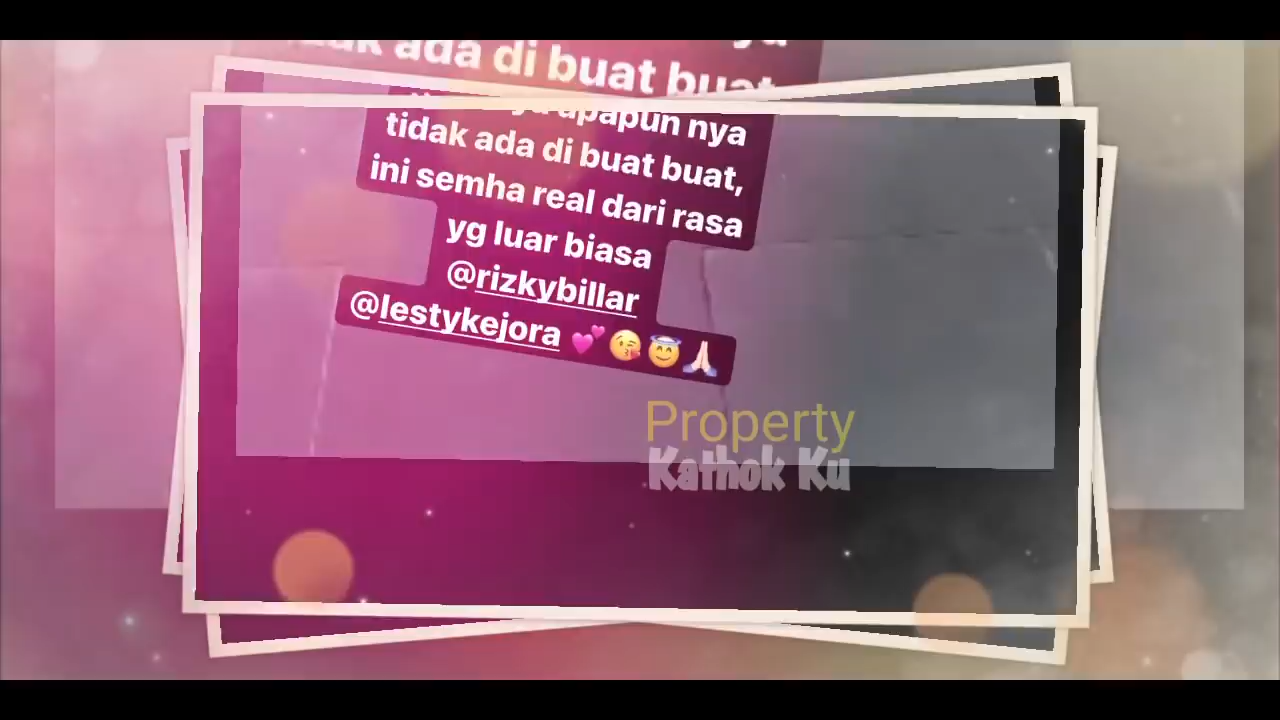 ada di buat buat
apapun nya
tidak ada di buat buat,
ini semha real dari rasa
yg luar biasa
@rizkybillar
@lestykejora 💕😘😇🙏🏻
Property
Kathok Ku